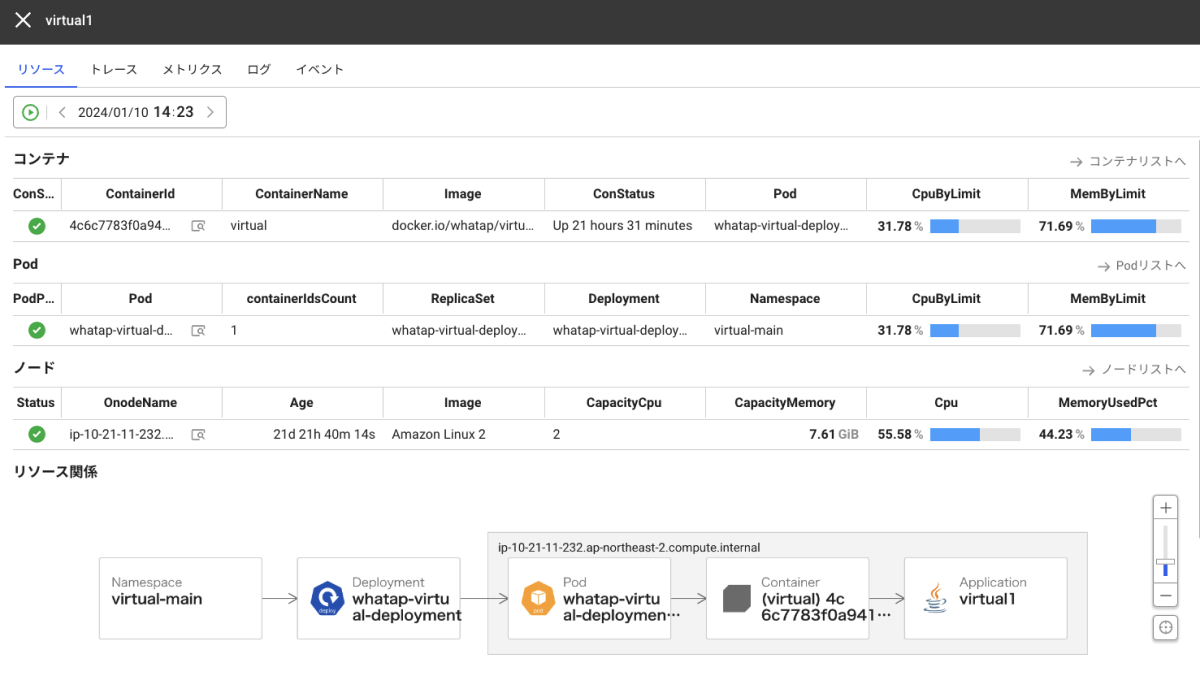 virtual1
リソース トレース メトリクス ログ イベント
2024/01/10 14:23
コンテナ コンテナリストへ
ConS... ContainerId ContainerName Image ConStatus Pod CpuByLimit MemByLimit
4c6c7783f0a94... virtual docker.io/whatap/virtu... Up 21 hours 31 minutes whatap-virtual-deploy... 31.78 % 71.69 %
Pod Podリストへ
PodP... Pod containerIdsCount ReplicaSet Deployment Namespace CpuByLimit MemByLimit
whatap-virtual-d... 1 whatap-virtual-deploy... whatap-virtual-deploy... virtual-main 31.78 % 71.69 %
ノード ノードリストへ
Status OnodeName Age Image CapacityCpu CapacityMemory Cpu MemoryUsedPct
ip-10-21-11-232.... 21d 21h 40m 14s Amazon Linux 2 2 7.61 GiB 55.58 % 44.23 %
リソース関係
ip-10-21-11-232.ap-northeast-2.compute.internal
Namespace
virtual-main
deploy
Deployment
whatap-virtu
al-deployment
pod
Pod
whatap-virtu
al-deploymen···
Container
(virtual) 4c
6c7783f0a941···
Application
virtual1